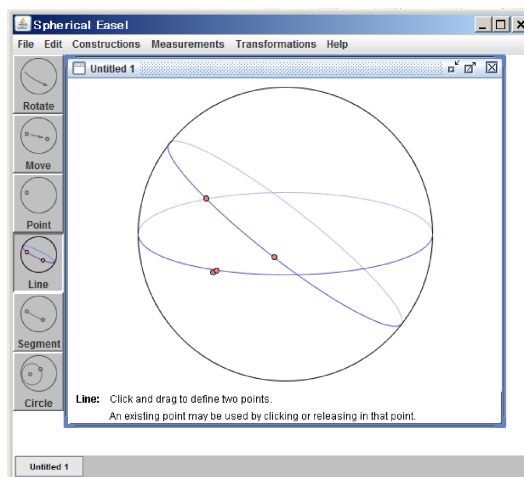 Spherical Easel
File Edit Constructions Measurements Transformations Help
Untitled 1
Rotate
Move
Point
Line
Segment
Circle
Line: Click and drag to define two points.
An existing point may be used by clicking or releasing in that point.
Untitled 1